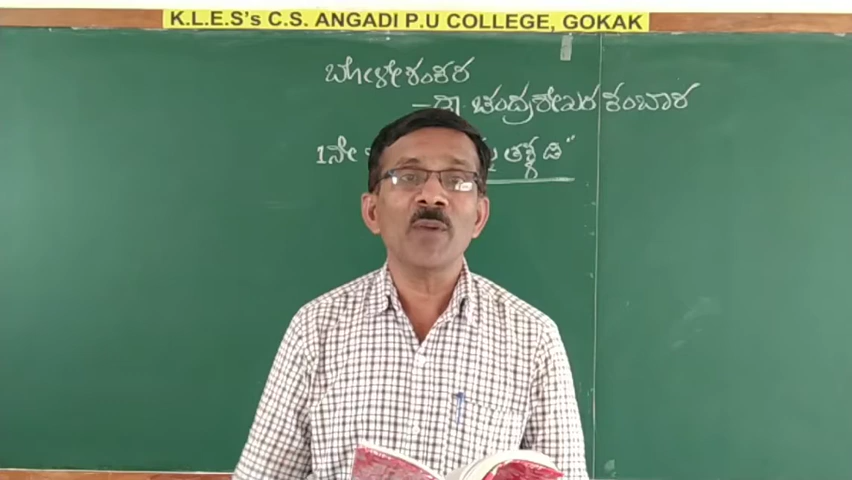 K.L.E.S's C.S. ANGADI P.U COLLEGE, GOKAK
ಬೋಳೇಶಂಕರ
– ಡಾ. ಚಂದ್ರಶೇಖರ ಕಂಬಾರ
1ನೇ